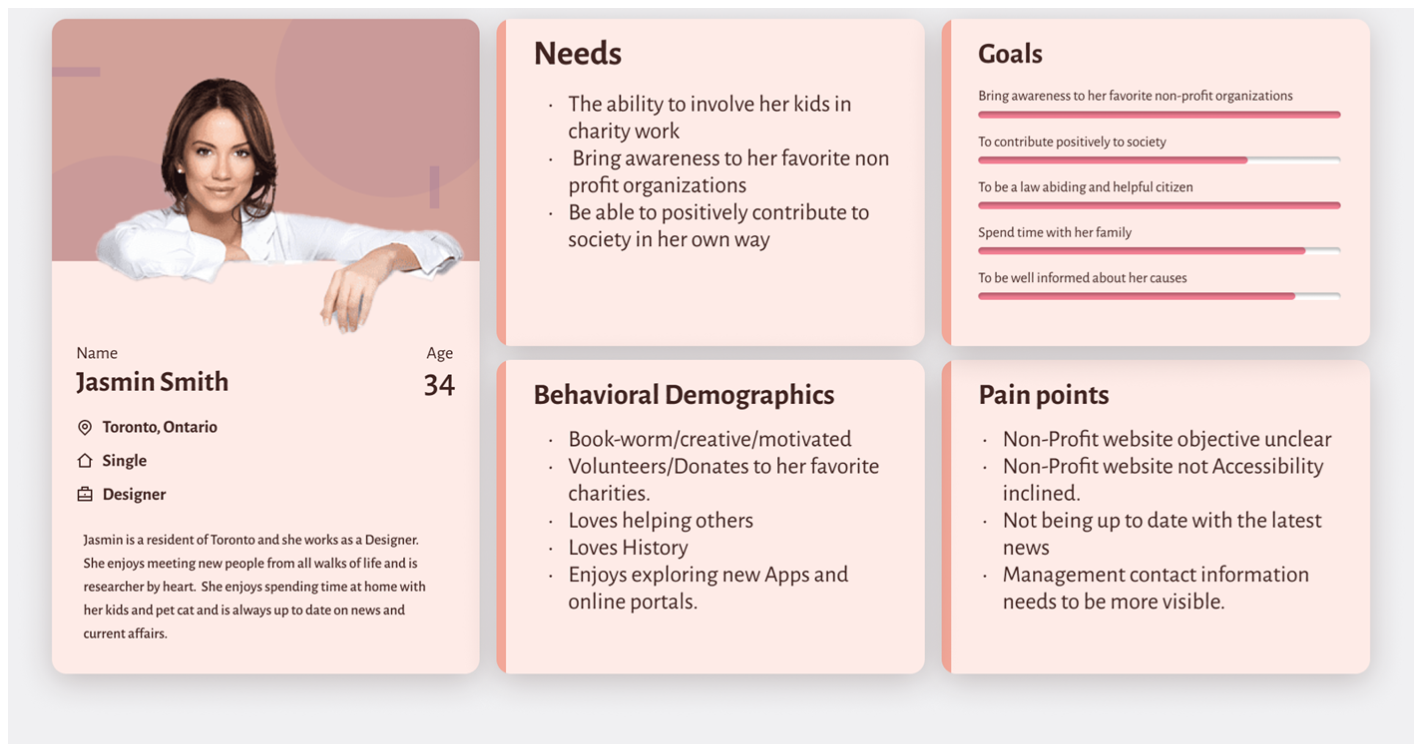 Name
Age
Jasmin Smith
34
Toronto, Ontario
Single
Designer
Jasmin is a resident of Toronto and she works as a Designer.
She enjoys meeting new people from all walks of life and is
researcher by heart. She enjoys spending time at home with
her kids and pet cat and is always up to date on news and
current affairs.
Needs
· The ability to involve her kids in
charity work
· Bring awareness to her favorite non
profit organizations
· Be able to positively contribute to
society in her own way
Goals
Bring awareness to her favorite non-profit organizations
To contribute positively to society
To be a law abiding and helpful citizen
Spend time with her family
To be well informed about her causes
Behavioral Demographics
· Book-worm/creative/motivated
· Volunteers/Donates to her favorite
charities.
· Loves helping others
· Loves History
· Enjoys exploring new Apps and
online portals.
Pain points
· Non-Profit website objective unclear
· Non-Profit website not Accessibility
inclined.
· Not being up to date with the latest
news
· Management contact information
needs to be more visible.